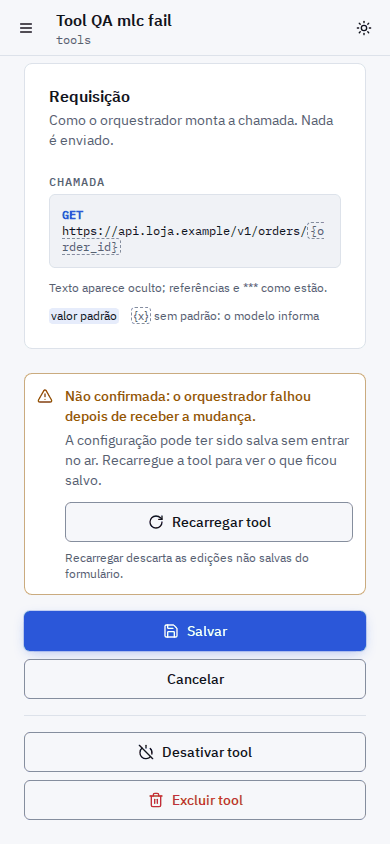 Tool QA mlc fail
tools
Requisição
Como o orquestrador monta a chamada. Nada
é enviado.
CHAMADA
GET
https://api.loja.example/v1/orders/{o
rder_id}
Texto aparece oculto; referências e *** como estão.
valor padrão {x} sem padrão: o modelo informa
Não confirmada: o orquestrador falhou
depois de receber a mudança.
A configuração pode ter sido salva sem entrar
no ar. Recarregue a tool para ver o que ficou
salvo.
Recarregar tool
Recarregar descarta as edições não salvas do
formulário.
Salvar
Cancelar
Desativar tool
Excluir tool